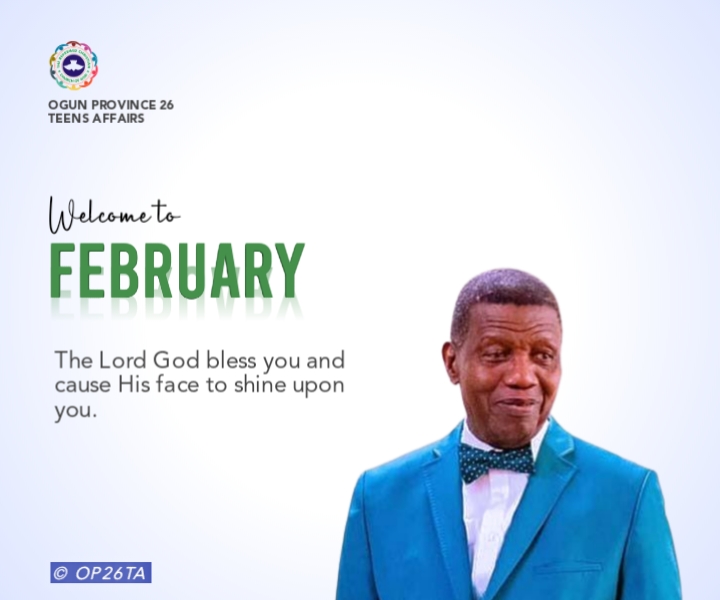 OGUN PROVINCE 26
TEENS AFFAIRS
Welcome to
FEBRUARY
The Lord God bless you and
cause His face to shine upon
you.
© OP26TA